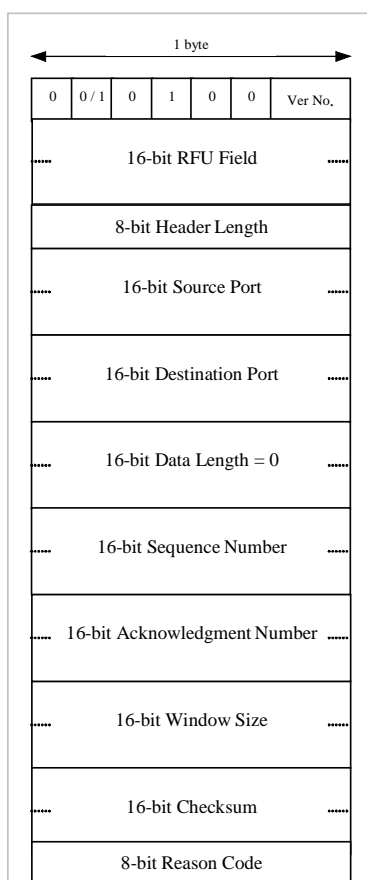 1 byte
0 0 / 1 0 1 0 0 Ver No.
16-bit RFU Field
8-bit Header Length
16-bit Source Port
16-bit Destination Port
16-bit Data Length = 0
16-bit Sequence Number
16-bit Acknowledgment Number
16-bit Window Size
16-bit Checksum
8-bit Reason Code